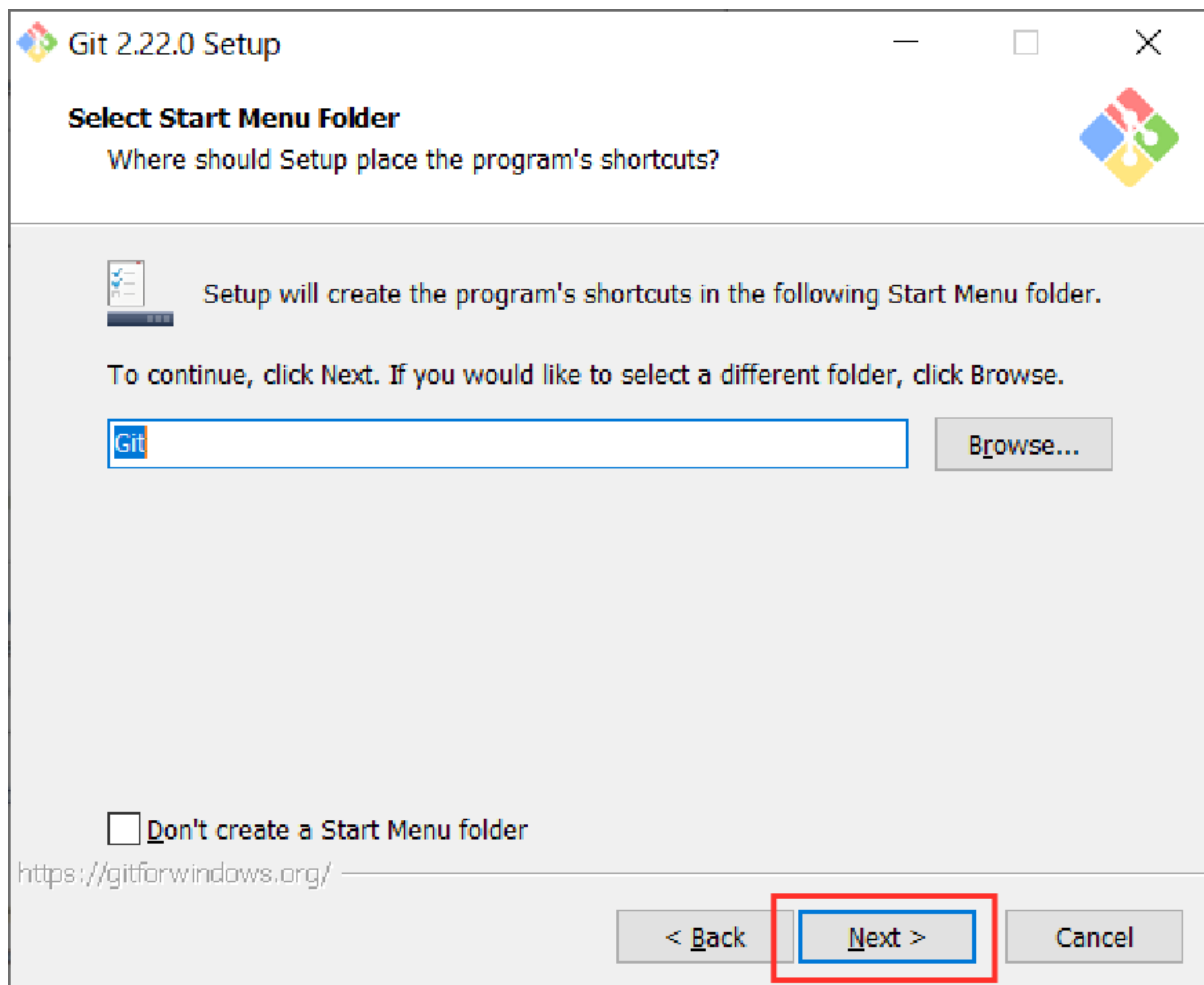 Git 2.22.0 Setup
Select Start Menu Folder
Where should Setup place the program's shortcuts?
Setup will create the program's shortcuts in the following Start Menu folder.
To continue, click Next. If you would like to select a different folder, click Browse.
Git
Browse...
Don't create a Start Menu folder
https://gitforwindows.org/
< Back
Next >
Cancel